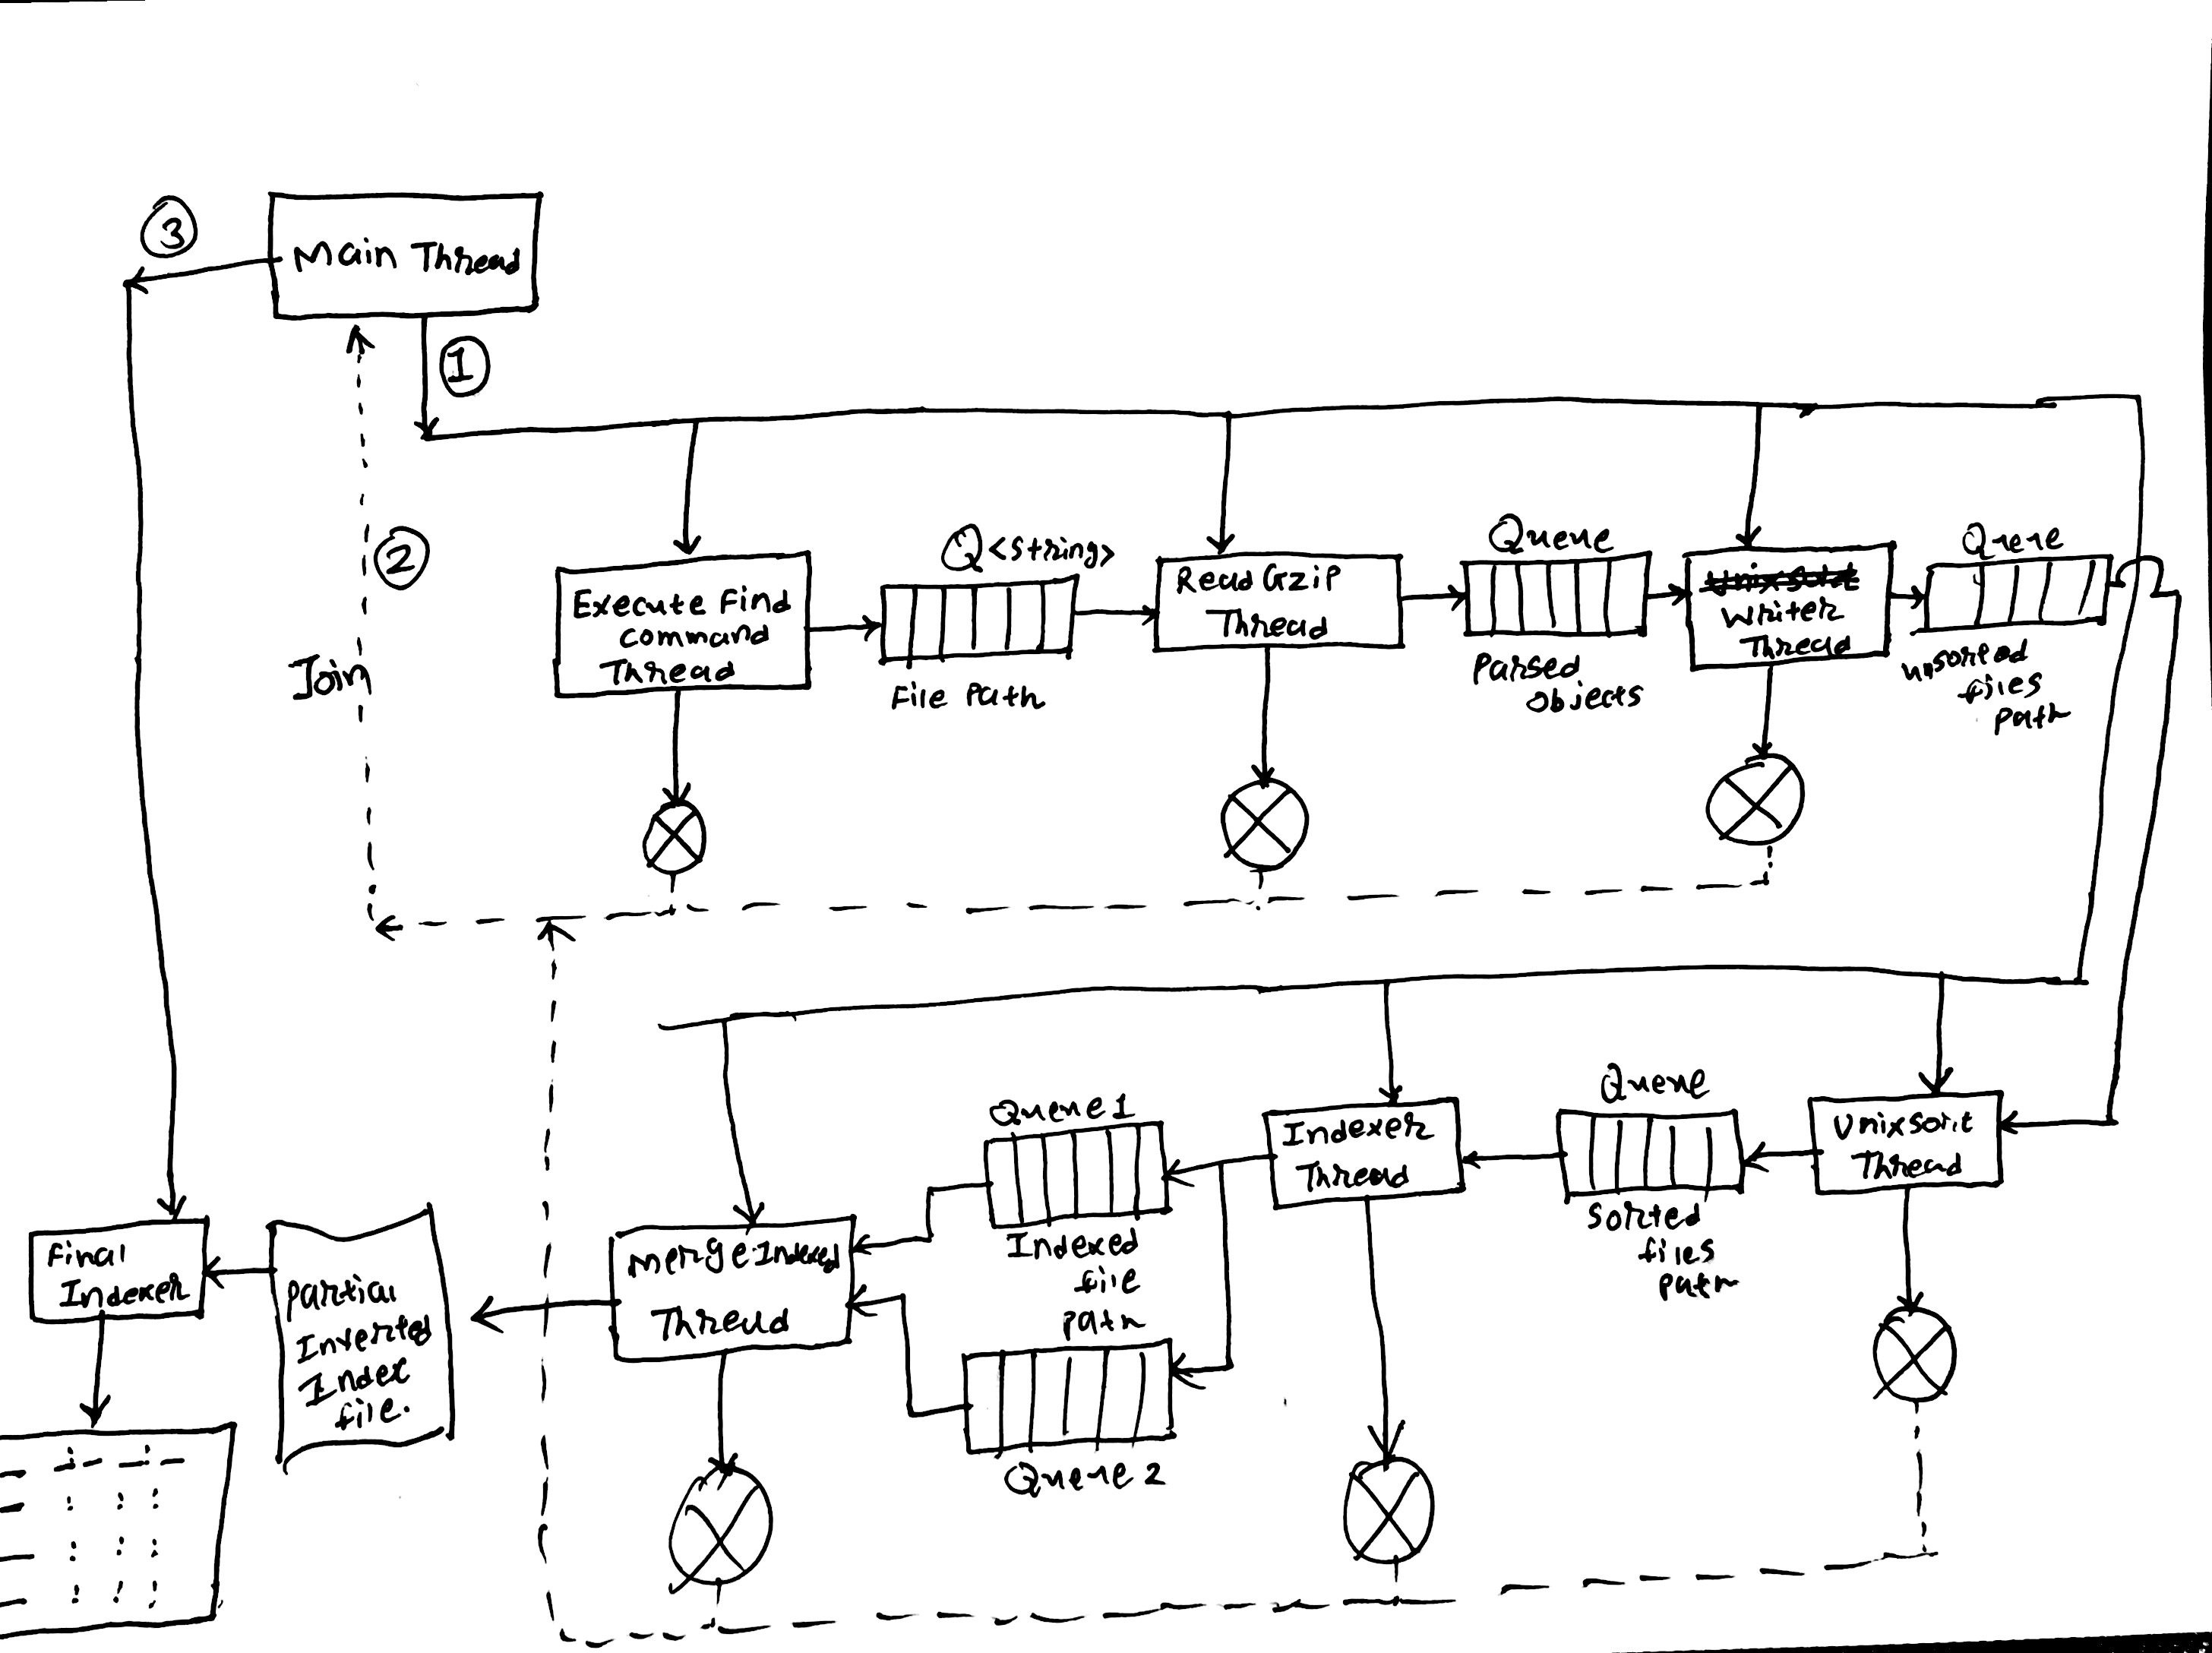 3
Main Thread
1
2
Join
Execute Find
command
Thread
Q<string>
File Path
Read Gzip
Thread
Queue
Parsed
Objects
Unixsort
Writer
Thread
Queue
unsorted
files
path
Unixsort
Thread
Queue
Sorted
files
path
Indexer
Thread
Queue 1
Indexed
file
path
Queue 2
Merge-Indexed
Thread
Partial
Inverted
Index
file.
Final
Indexer